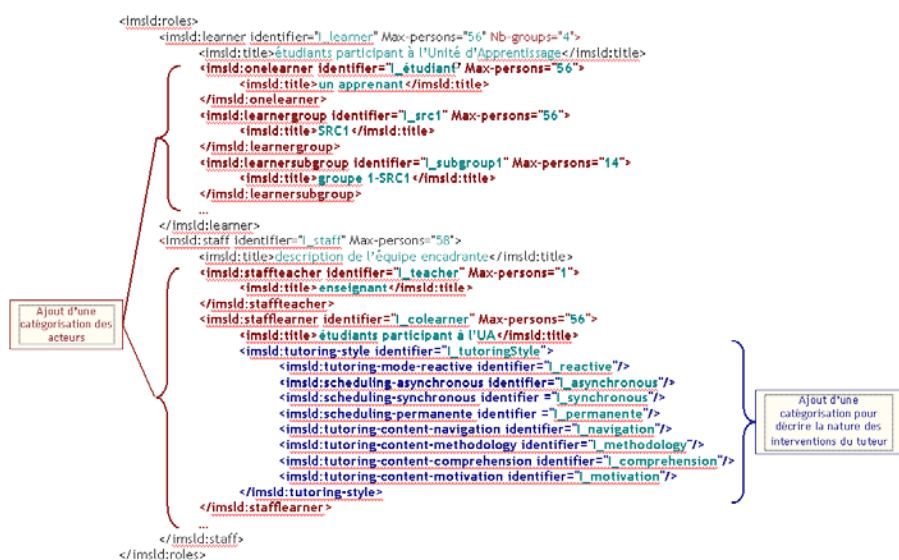 <imsld:roles>
<imsld:learner identifier="l_learner" Max-persons="56" Nb-groups="4">
<imsld:title>étudiants participant à l'Unité d'Apprentissage</imsld:title>
<imsld:onelearner identifier="l_étudiant" Max-persons="56">
<imsld:title>un apprenant</imsld:title>
</imsld:onelearner>
<imsld:learnergroup identifier="l_src1" Max-persons="56">
<imsld:title>SRC1</imsld:title>
</imsld:learnergroup>
<imsld:learnersubgroup identifier="l_subgroup1" Max-persons="14">
<imsld:title>groupe 1-SRC1</imsld:title>
</imsld:learnersubgroup>
...
</imsld:learner>
<imsld:staff identifier="l_staff" Max-persons="58">
<imsld:title>description de l'équipe encadrante</imsld:title>
<imsld:staffteacher identifier="l_teacher" Max-persons="1">
<imsld:title>enseignant</imsld:title>
</imsld:staffteacher>
<imsld:stafflearner identifier="l_colearner" Max-persons="56">
<imsld:title>étudiants participant à l'UA</imsld:title>
<imsld:tutoring-style identifier="l_tutoringStyle">
<imsld:tutoring-mode-reactive identifier="l_reactive"/>
<imsld:scheduling-asynchronous identifier="l_asynchronous"/>
<imsld:scheduling-synchronous identifier ="l_synchronous"/>
<imsld:scheduling-permanente identifier ="l_permanente"/>
<imsld:tutoring-content-navigation identifier="l_navigation"/>
<imsld:tutoring-content-methodology identifier="l_methodology"/>
<imsld:tutoring-content-comprehension identifier="l_comprehension"/>
<imsld:tutoring-content-motivation identifier="l_motivation"/>
</imsld:tutoring-style>
</imsld:stafflearner>
...
</imsld:staff>
</imsld:roles>
Ajout d'une
catégorisation des
acteurs
Ajout d'une
catégorisation pour
décrire la nature des
interventions du tuteur